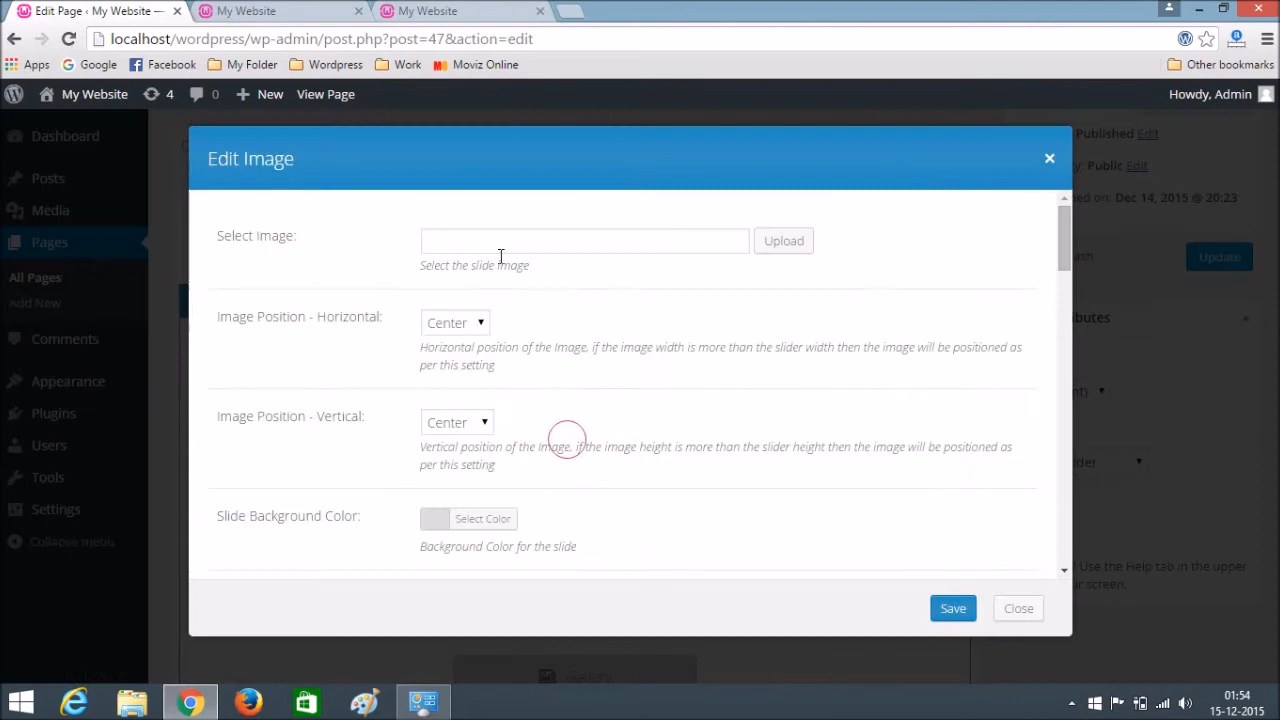 Edit Page ‹ My Website —
My Website
My Website
localhost/wordpress/wp-admin/post.php?post=47&action=edit
Apps
Google
Facebook
My Folder
Wordpress
Work
Moviz Online
Other bookmarks
My Website
4
0
New
View Page
Howdy, Admin
Dashboard
Posts
Media
Pages
All Pages
Add New
Comments
Appearance
Plugins
Users
Tools
Settings
Collapse menu
Edit Image
×
Select Image:
Upload
Select the slide image
Image Position - Horizontal:
Center
Horizontal position of the Image, if the image width is more than the slider width then the image will be positioned as
per this setting
Image Position - Vertical:
Center
Vertical position of the Image, if the image height is more than the slider height then the image will be positioned as
per this setting
Slide Background Color:
Select Color
Background Color for the slide
Save
Close
Published Edit
Public Edit
on: Dec 14, 2015 @ 20:23
Update
Use the Help tab in the upper
screen.
01:54
15-12-2015